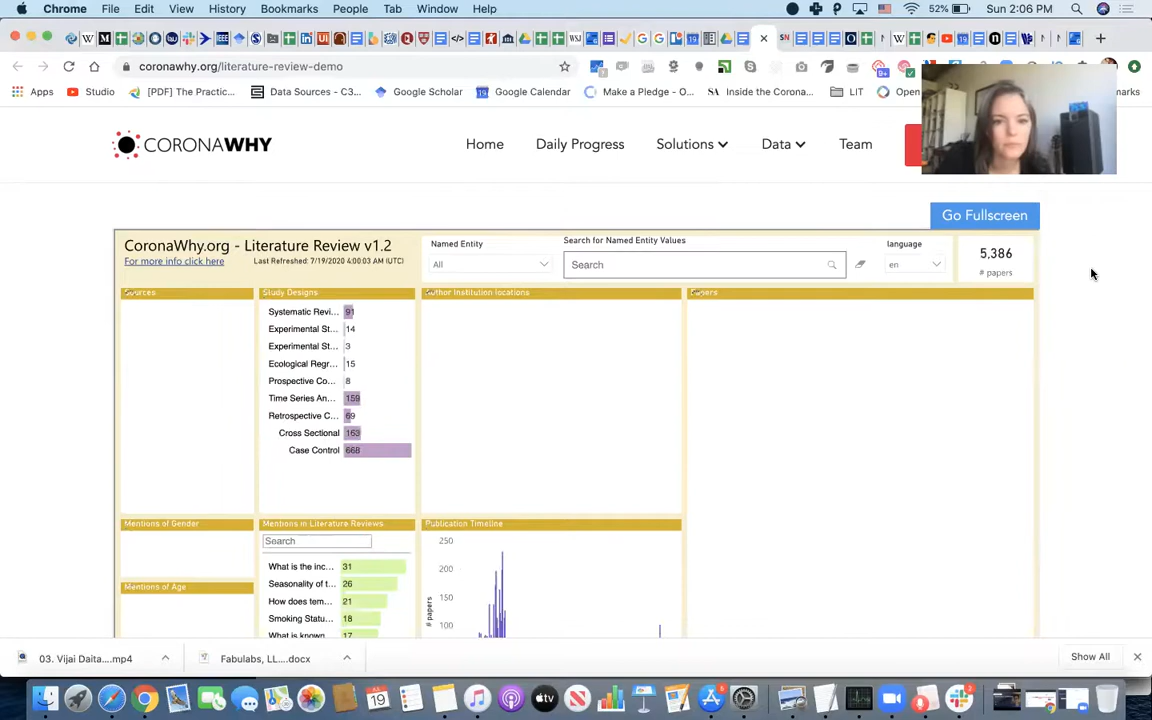 Chrome File Edit View History Bookmarks People Tab Window Help 52% Sun 2:06 PM
coronawhy.org/literature-review-demo
Apps Studio [PDF] The Practic... Data Sources - C3... Google Scholar Google Calendar Make a Pledge - O... Inside the Corona... LIT Open marks
CORONAWHY Home Daily Progress Solutions Data Team
Go Fullscreen
CoronaWhy.org - Literature Review v1.2
For more info click here Last Refreshed: 7/19/2020 4:00:03 AM (UTC)
Named Entity
All
Search for Named Entity Values
Search
language
en
5,386
# papers
Sources
Study Designs
Systematic Revi... 91
Experimental St... 14
Experimental St... 3
Ecological Regr... 15
Prospective Co... 8
Time Series An... 159
Retrospective C... 69
Cross Sectional 163
Case Control 668
Author Institution locations
Papers
Mentions of Gender
Mentions of Age
Mentions in Literature Reviews
Search
What is the inc... 31
Seasonality of t... 26
How does tem... 21
Smoking Statu... 18
What is known 17
Publication Timeline
250
200
150
100
# papers
03. Vijai Daita....mp4 Fabulabs, LL....docx Show All